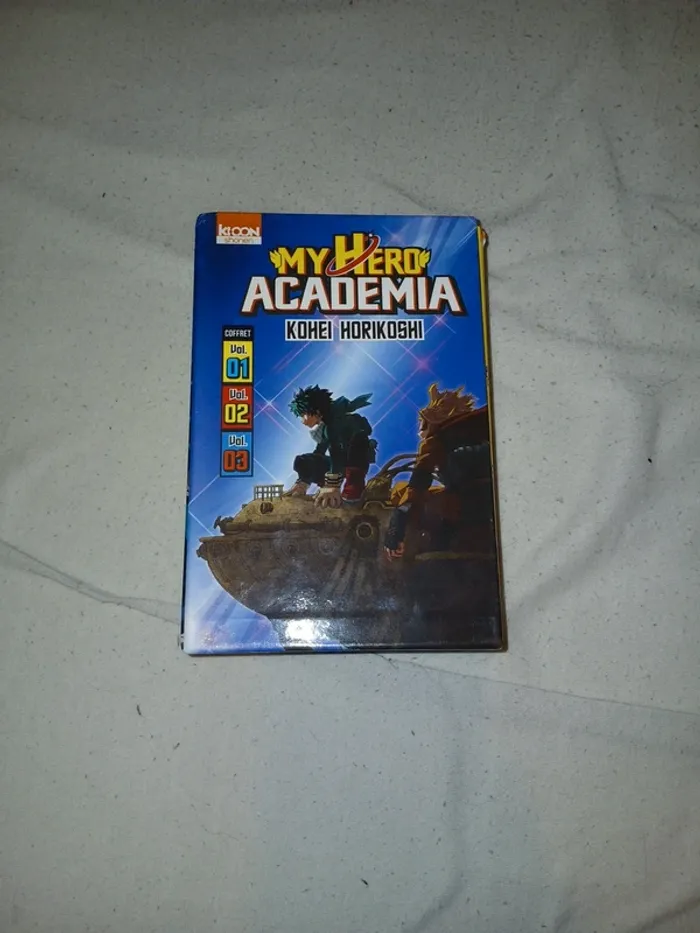 KI-OON
shonen
MY HERO
ACADEMIA
KOHEI HORIKOSHI
COFFRET
Vol.
01
Vol.
02
Vol.
03